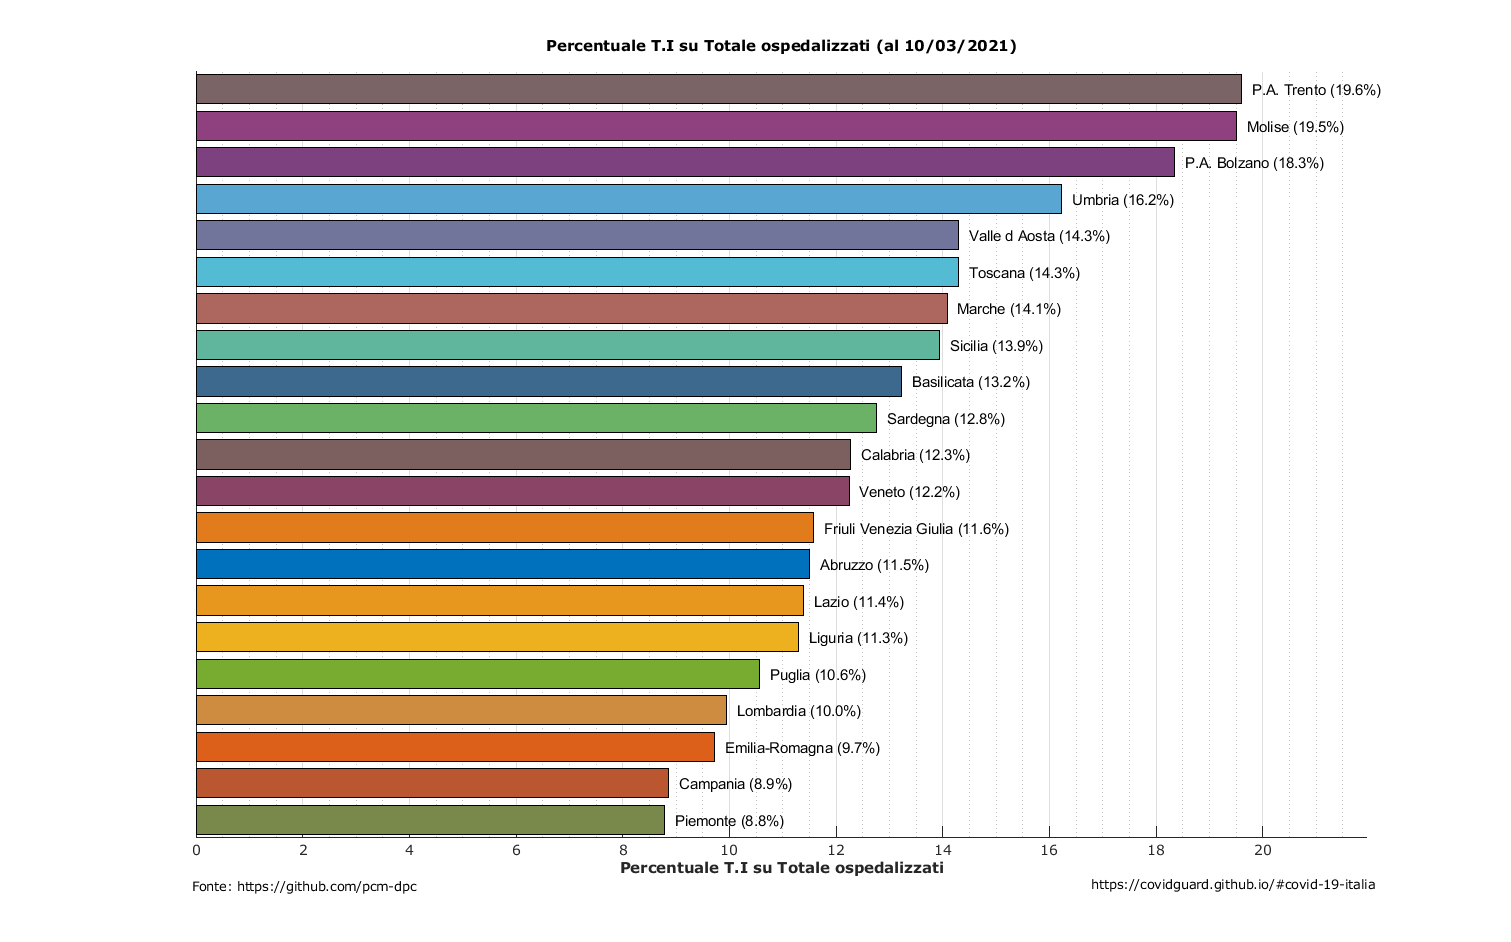 Percentuale T.I su Totale ospedalizzati (al 10/03/2021)
P.A. Trento (19.6%)
Molise (19.5%)
P.A. Bolzano (18.3%)
Umbria (16.2%)
Valle d Aosta (14.3%)
Toscana (14.3%)
Marche (14.1%)
Sicilia (13.9%)
Basilicata (13.2%)
Sardegna (12.8%)
Calabria (12.3%)
Veneto (12.2%)
Friuli Venezia Giulia (11.6%)
Abruzzo (11.5%)
Lazio (11.4%)
Liguria (11.3%)
Puglia (10.6%)
Lombardia (10.0%)
Emilia-Romagna (9.7%)
Campania (8.9%)
Piemonte (8.8%)
0 2 4 6 8 10 12 14 16 18 20
Percentuale T.I su Totale ospedalizzati
Fonte: https://github.com/pcm-dpc
https://covidguard.github.io/#covid-19-italia